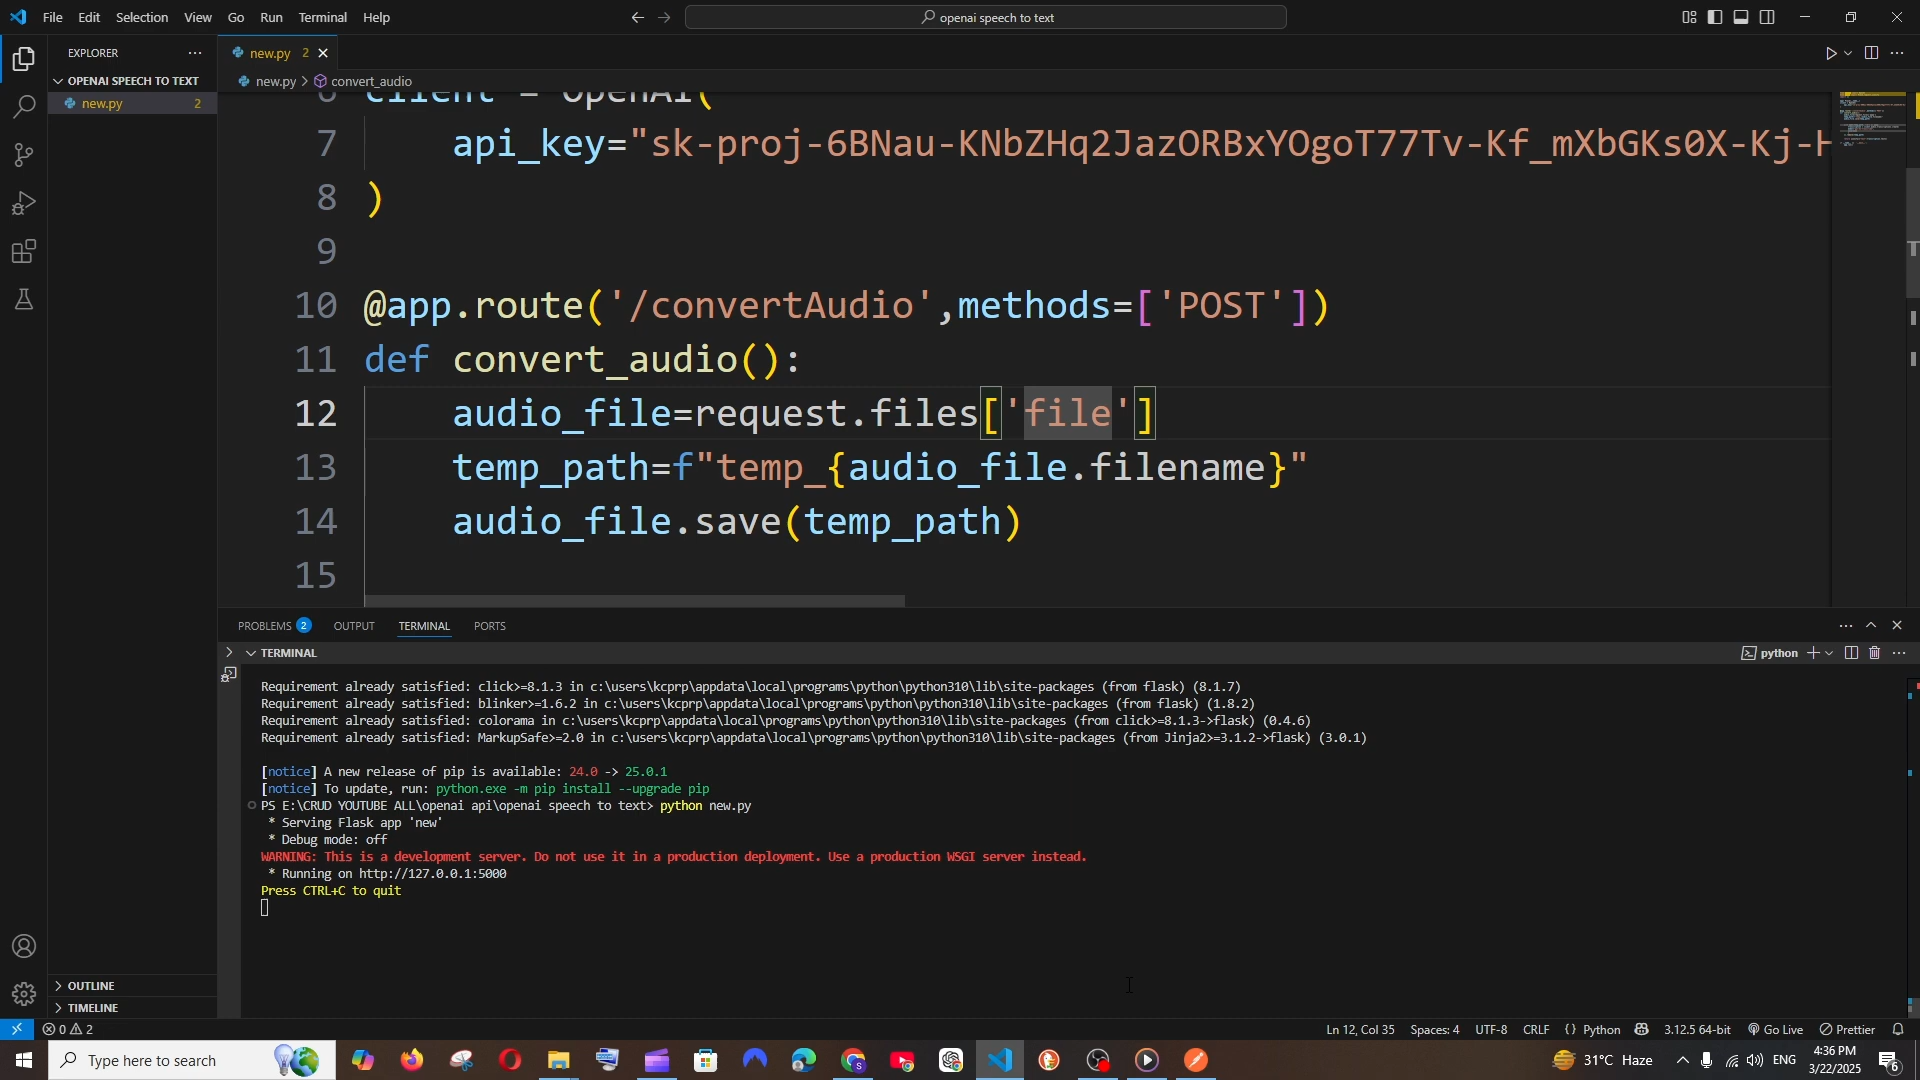 File Edit Selection View Go Run Terminal Help
openai speech to text
EXPLORER
OPENAI SPEECH TO TEXT
new.py 2
new.py 2
new.py > convert_audio
6 client = OpenAI(
7 api_key="
8 )
9
10 @app.route('/convertAudio',methods=['POST'])
11 def convert_audio():
12 audio_file=request.files['file']
13 temp_path=f"temp_{audio_file.filename}"
14 audio_file.save(temp_path)
15
PROBLEMS 2 OUTPUT TERMINAL PORTS
TERMINAL
python
Requirement already satisfied: click>=8.1.3 in c:\users\kcprp\appdata\local\programs\python\python310\lib\site-packages (from flask) (8.1.7)
Requirement already satisfied: blinker>=1.6.2 in c:\users\kcprp\appdata\local\programs\python\python310\lib\site-packages (from flask) (1.8.2)
Requirement already satisfied: colorama in c:\users\kcprp\appdata\local\programs\python\python310\lib\site-packages (from click>=8.1.3->flask) (0.4.6)
Requirement already satisfied: MarkupSafe>=2.0 in c:\users\kcprp\appdata\local\programs\python\python310\lib\site-packages (from Jinja2>=3.1.2->flask) (3.0.1)
[notice] A new release of pip is available: 24.0 -> 25.0.1
[notice] To update, run: python.exe -m pip install --upgrade pip
PS E:\CRUD YOUTUBE ALL\openai api\openai speech to text> python new.py
* Serving Flask app 'new'
* Debug mode: off
WARNING: This is a development server. Do not use it in a production deployment. Use a production WSGI server instead.
* Running on http://127.0.0.1:5000
Press CTRL+C to quit
OUTLINE
TIMELINE
0 2
Ln 12, Col 35 Spaces: 4 UTF-8 CRLF {} Python 3.12.5 64-bit Go Live Prettier
Type here to search
31°C Haze
ENG
4:36 PM
3/22/2025
6